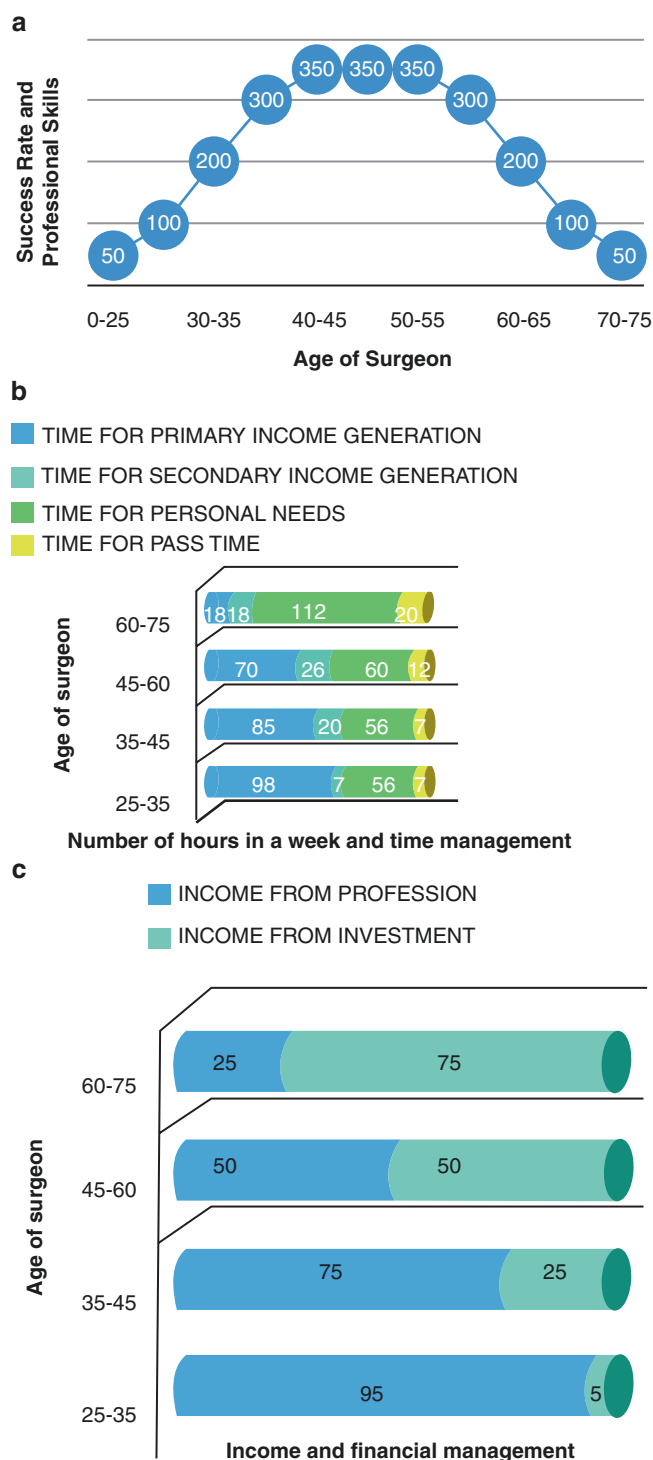 a
Success Rate and
Professional Skills
50
100
200
300
350
350
350
300
200
100
50
0-25 30-35 40-45 50-55 60-65 70-75
Age of Surgeon
b
TIME FOR PRIMARY INCOME GENERATION
TIME FOR SECONDARY INCOME GENERATION
TIME FOR PERSONAL NEEDS
TIME FOR PASS TIME
Age of surgeon
60-75 18 18 112 20
45-60 70 26 60 12
35-45 85 20 56 7
25-35 98 7 56 7
Number of hours in a week and time management
c
INCOME FROM PROFESSION
INCOME FROM INVESTMENT
Age of surgeon
60-75 25 75
45-60 50 50
35-45 75 25
25-35 95 5
Income and financial management